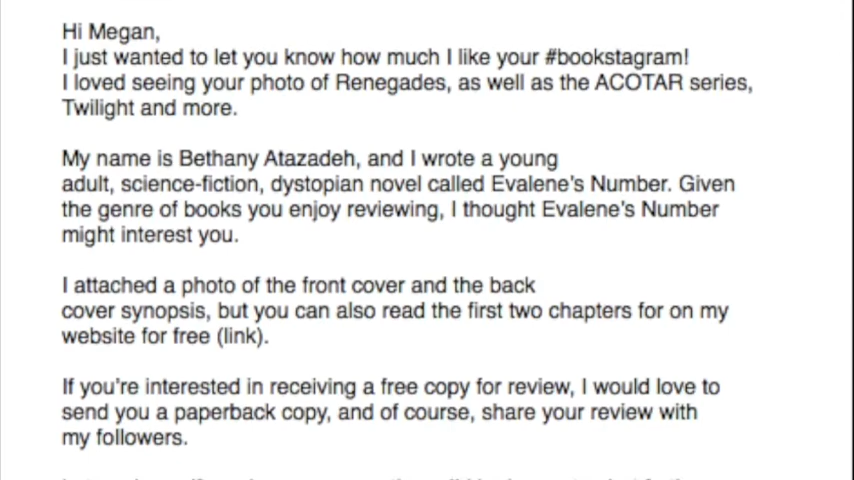 Hi Megan,
I just wanted to let you know how much I like your #bookstagram!
I loved seeing your photo of Renegades, as well as the ACOTAR series,
Twilight and more.
My name is Bethany Atazadeh, and I wrote a young
adult, science-fiction, dystopian novel called Evalene's Number. Given
the genre of books you enjoy reviewing, I thought Evalene's Number
might interest you.
I attached a photo of the front cover and the back
cover synopsis, but you can also read the first two chapters for on my
website for free (link).
If you're interested in receiving a free copy for review, I would love to
send you a paperback copy, and of course, share your review with
my followers.